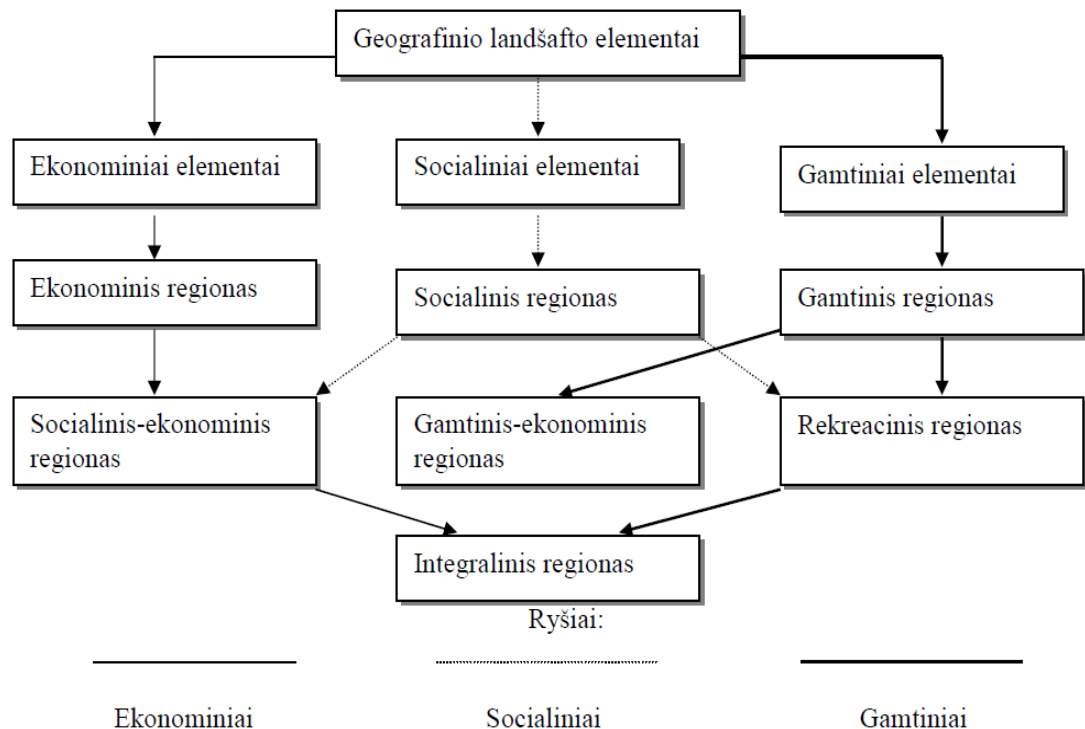 Geografinio landšafto elementai
Ekonominiai elementai
Socialiniai elementai
Gamtiniai elementai
Ekonominis regionas
Socialinis regionas
Gamtinis regionas
Socialinis-ekonominis
regionas
Gamtinis-ekonominis
regionas
Rekreacinis regionas
Integralinis regionas
Ryšiai:
Ekonominiai
Socialiniai
Gamtiniai